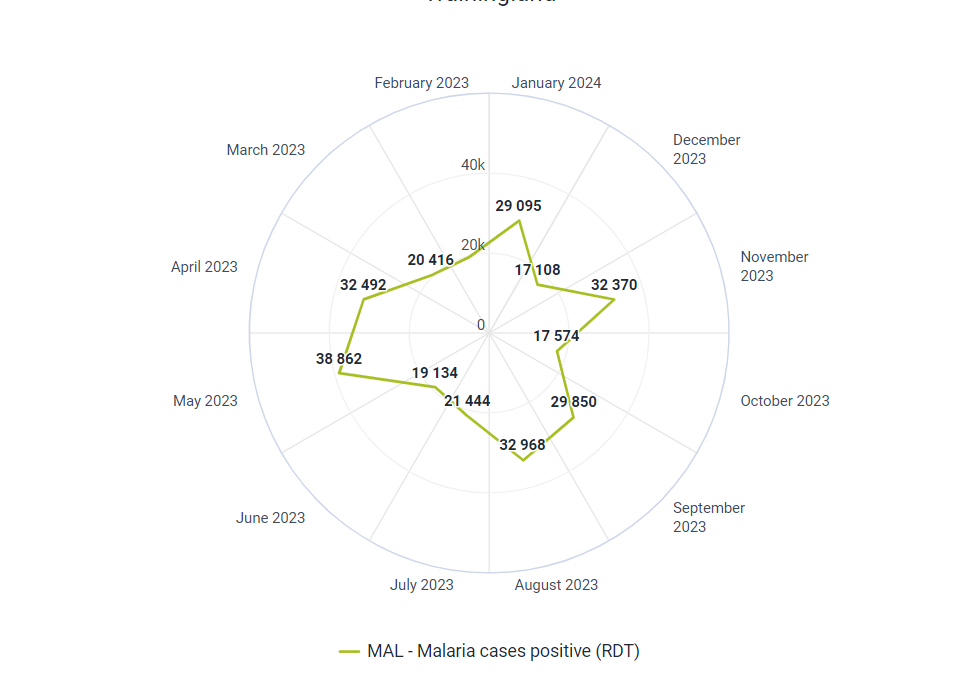 Trainingland
February 2023
January 2024
March 2023
December
2023
40k
29 095
20k
20 416
17 108
November
2023
April 2023
32 492
32 370
0
17 574
38 862
19 134
21 444
29 850
May 2023
October 2023
32 968
June 2023
September
2023
July 2023
August 2023
MAL - Malaria cases positive (RDT)